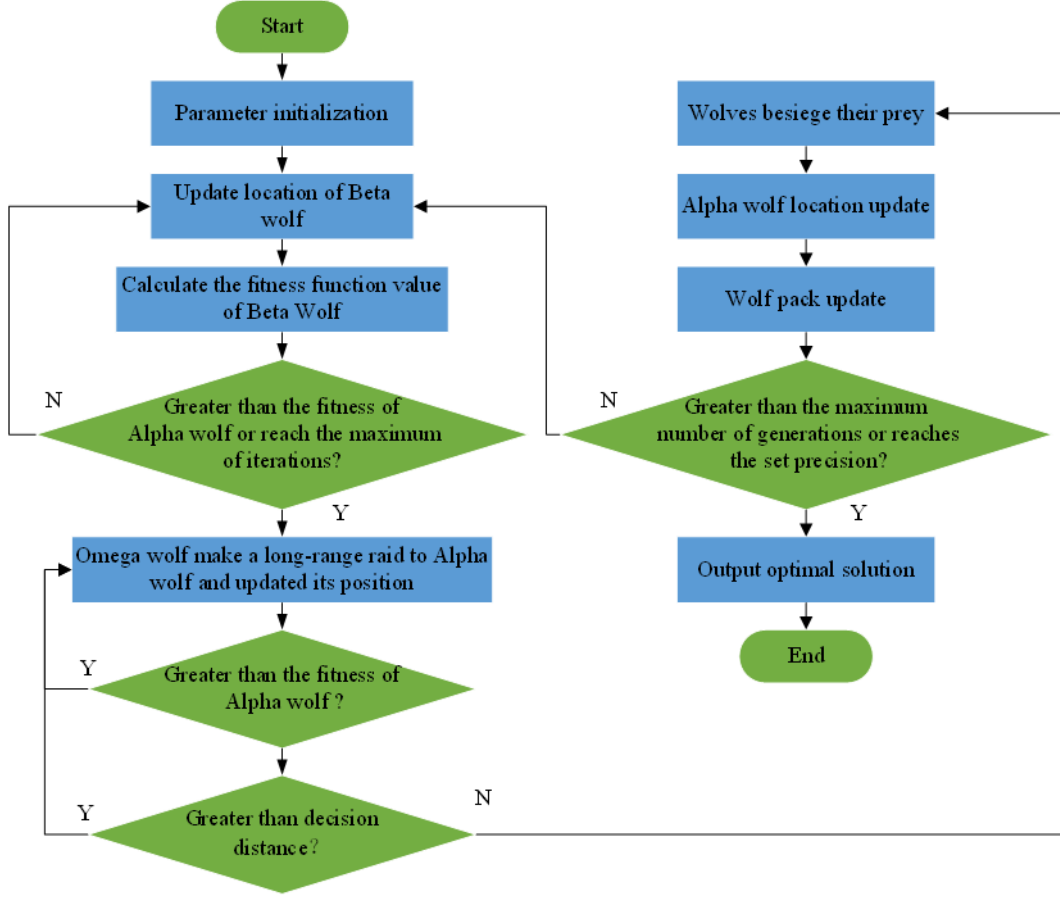 Start
Parameter initialization
Update location of Beta
wolf
Calculate the fitness function value
of Beta Wolf
N
Greater than the fitness of
Alpha wolf or reach the maximum
of iterations?
Y
Omega wolf make a long-range raid to Alpha
wolf and updated its position
Y
Greater than the fitness of
Alpha wolf ?
Y
Greater than decision
distance?
N
Wolves besiege their prey
Alpha wolf location update
Wolf pack update
N
Greater than the maximum
number of generations or reaches
the set precision?
Y
Output optimal solution
End